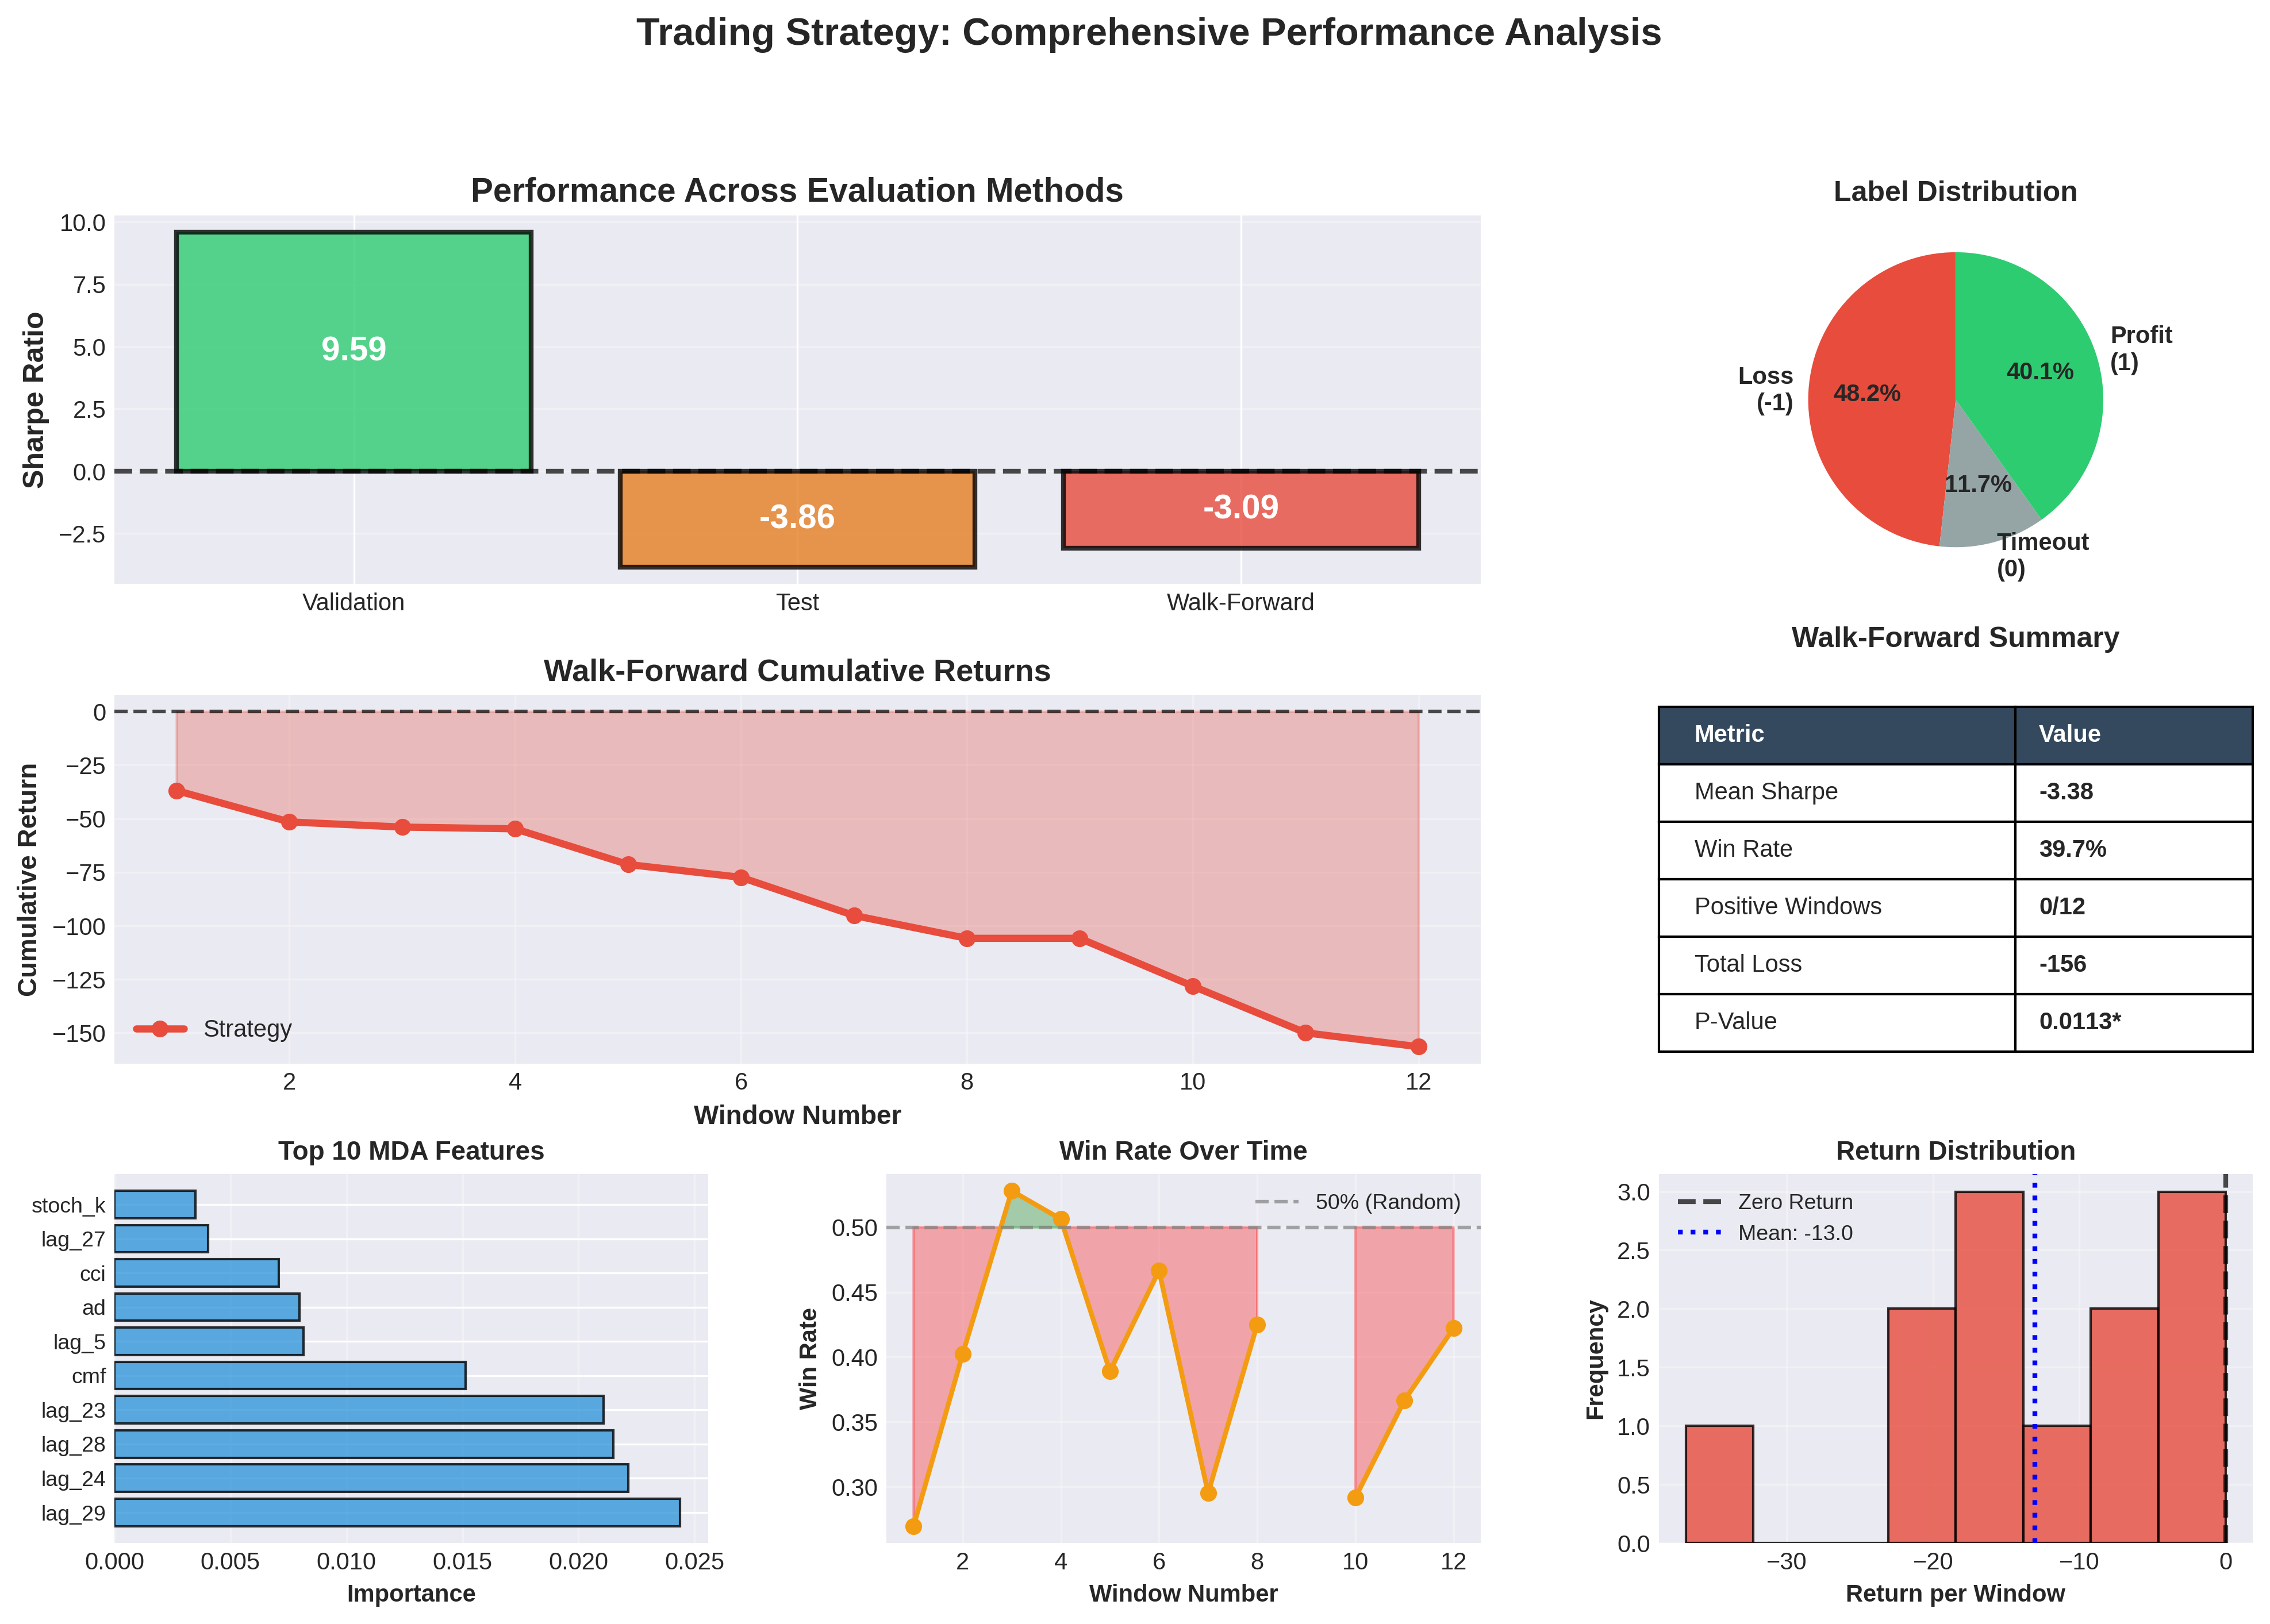 Trading Strategy: Comprehensive Performance Analysis
Performance Across Evaluation Methods
Sharpe Ratio
10.0
7.5
5.0
2.5
0.0
−2.5
9.59
-3.86
-3.09
Validation
Test
Walk-Forward
Label Distribution
Profit
(1)
40.1%
Loss
(-1)
48.2%
11.7%
Timeout
(0)
Walk-Forward Cumulative Returns
Cumulative Return
0
−25
−50
−75
−100
−125
−150
Strategy
2
4
6
8
10
12
Window Number
Walk-Forward Summary
Metric Value
Mean Sharpe -3.38
Win Rate 39.7%
Positive Windows 0/12
Total Loss -156
P-Value 0.0113*
Top 10 MDA Features
stoch_k
lag_27
cci
ad
lag_5
cmf
lag_23
lag_28
lag_24
lag_29
0.000
0.005
0.010
0.015
0.020
0.025
Importance
Win Rate Over Time
Win Rate
50% (Random)
0.50
0.45
0.40
0.35
0.30
2
4
6
8
10
12
Window Number
Return Distribution
Frequency
Zero Return
Mean: -13.0
3.0
2.5
2.0
1.5
1.0
0.5
0.0
−30
−20
−10
0
Return per Window